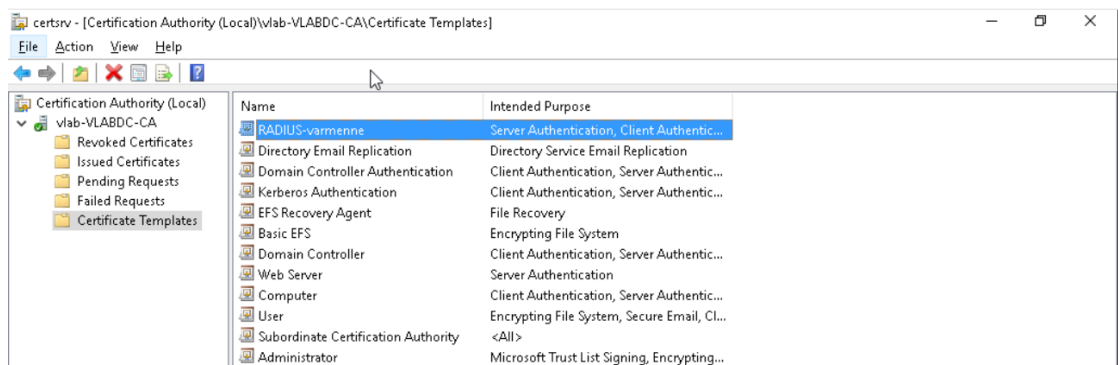 certsrv - [Certification Authority (Local)\vlab-VLABDC-CA\Certificate Templates]
File Action View Help
Certification Authority (Local)
vlab-VLABDC-CA
Revoked Certificates
Issued Certificates
Pending Requests
Failed Requests
Certificate Templates
Name Intended Purpose
RADIUS-varmenne Server Authentication, Client Authentic...
Directory Email Replication Directory Service Email Replication
Domain Controller Authentication Client Authentication, Server Authentic...
Kerberos Authentication Client Authentication, Server Authentic...
EFS Recovery Agent File Recovery
Basic EFS Encrypting File System
Domain Controller Client Authentication, Server Authentic...
Web Server Server Authentication
Computer Client Authentication, Server Authentic...
User Encrypting File System, Secure Email, Cl...
Subordinate Certification Authority <All>
Administrator Microsoft Trust List Signing, Encrypting...